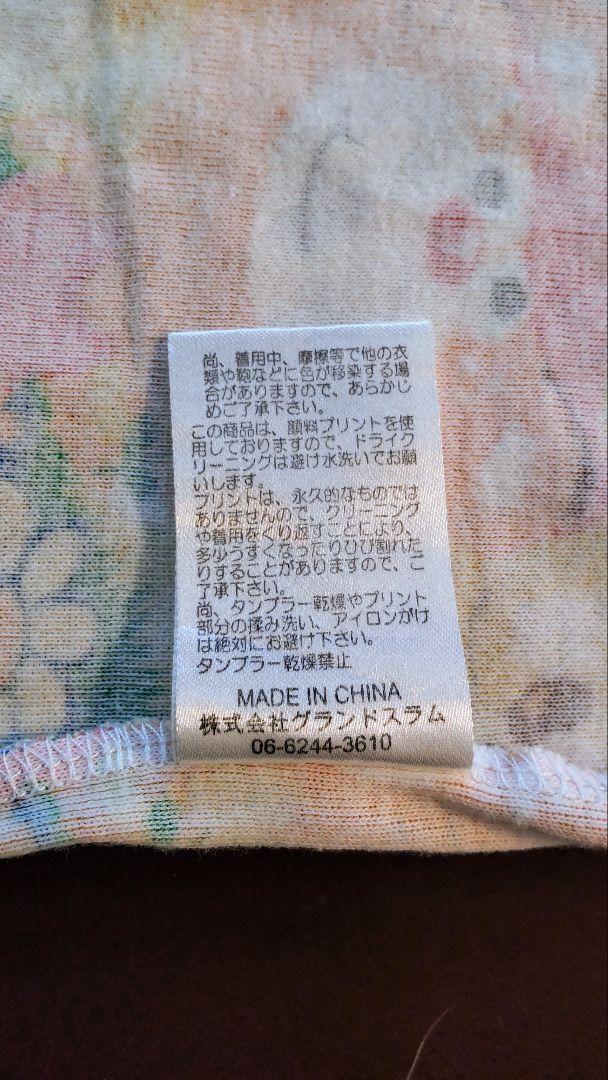 尚、着用中、摩擦等で他の衣
類や鞄などに色が移染する場
合がありますので、あらかじ
めご了承下さい。
この商品は、顔料プリントを使
用しておりますので、ドライク
リーニングは避け水洗いでお願
いします。
プリントは、永久的なものでは
ありませんので、クリーニング
や着用をくり返すことにより、
多少うすくなったりひび割れた
りすることがありますので、ご
了承下さい。
尚、タンブラー乾燥やプリント
部分の揉み洗い、アイロンがけ
は絶対にお避け下さい。
タンブラー乾燥禁止
MADE IN CHINA
株式会社グランドスラム
06-6244-3610